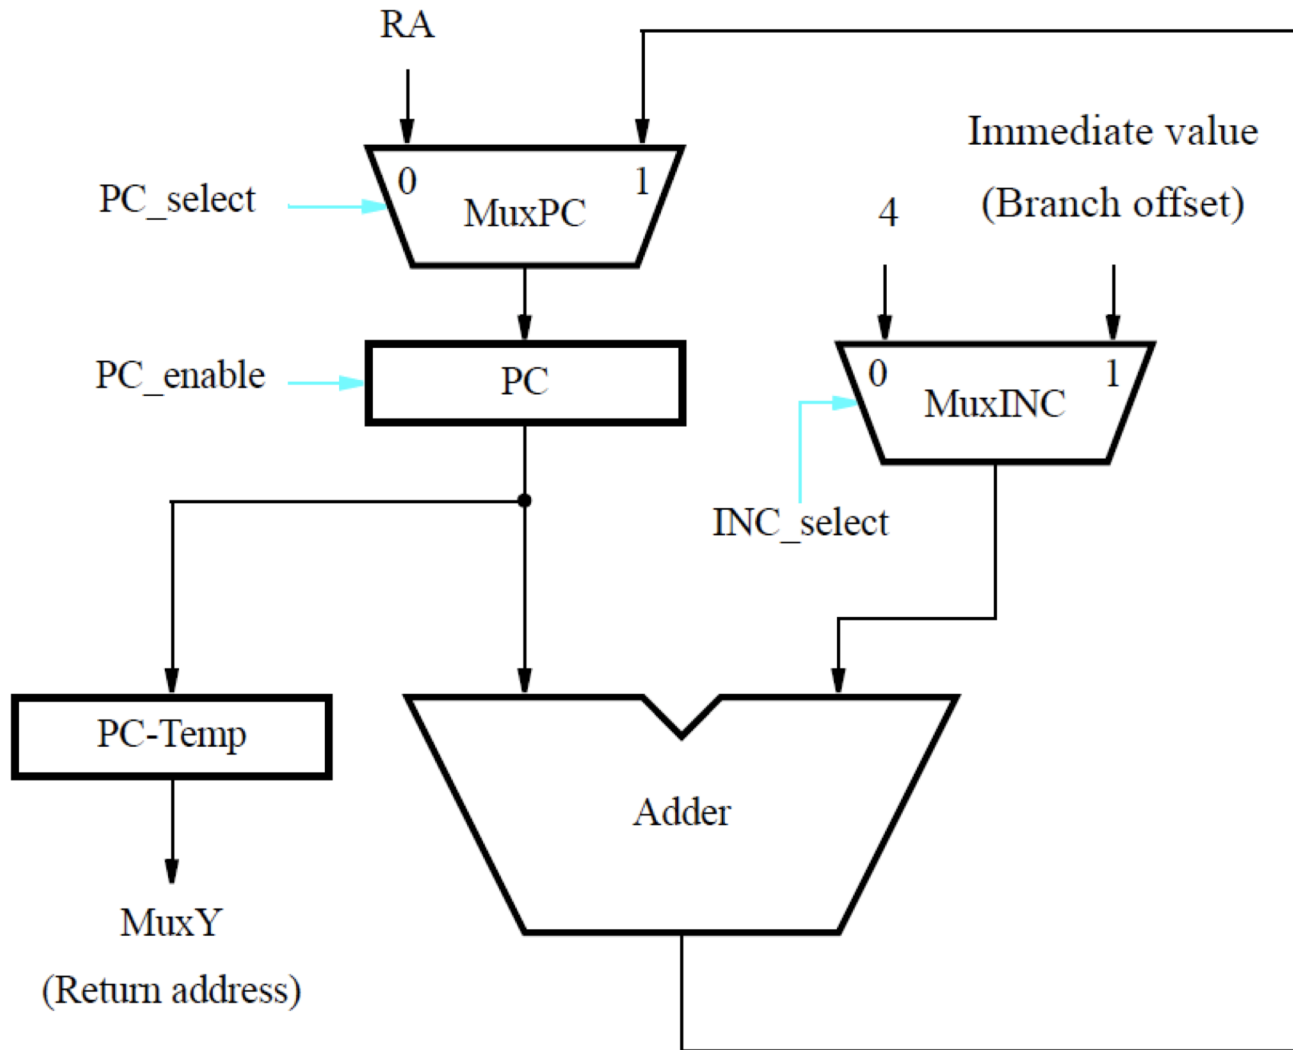 RA
Immediate value
(Branch offset)
PC_select
0
1
MuxPC
4
PC_enable
PC
0
1
MuxINC
INC_select
PC-Temp
Adder
MuxY
(Return address)